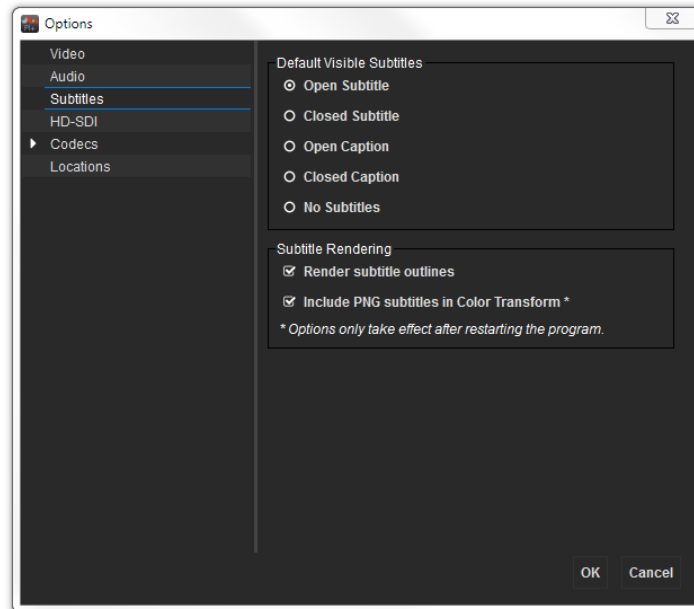 Options
Video
Audio
Subtitles
HD-SDI
Codecs
Locations
Default Visible Subtitles
Open Subtitle
Closed Subtitle
Open Caption
Closed Caption
No Subtitles
Subtitle Rendering
Render subtitle outlines
Include PNG subtitles in Color Transform *
* Options only take effect after restarting the program.
OK Cancel